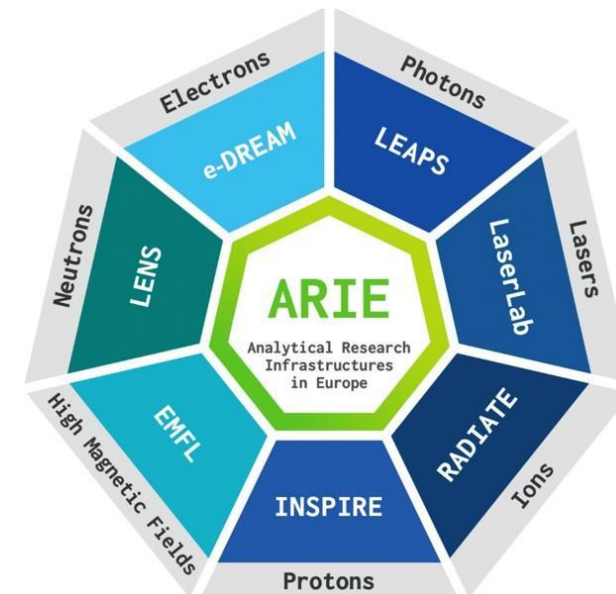 Electrons
e-DREAM
Photons
LEAPS
Lasers
LaserLab
Ions
RADIATE
Protons
INSPIRE
High Magnetic Fields
EMFL
Neutrons
LENS
ARIE
Analytical Research
Infrastructures
in Europe